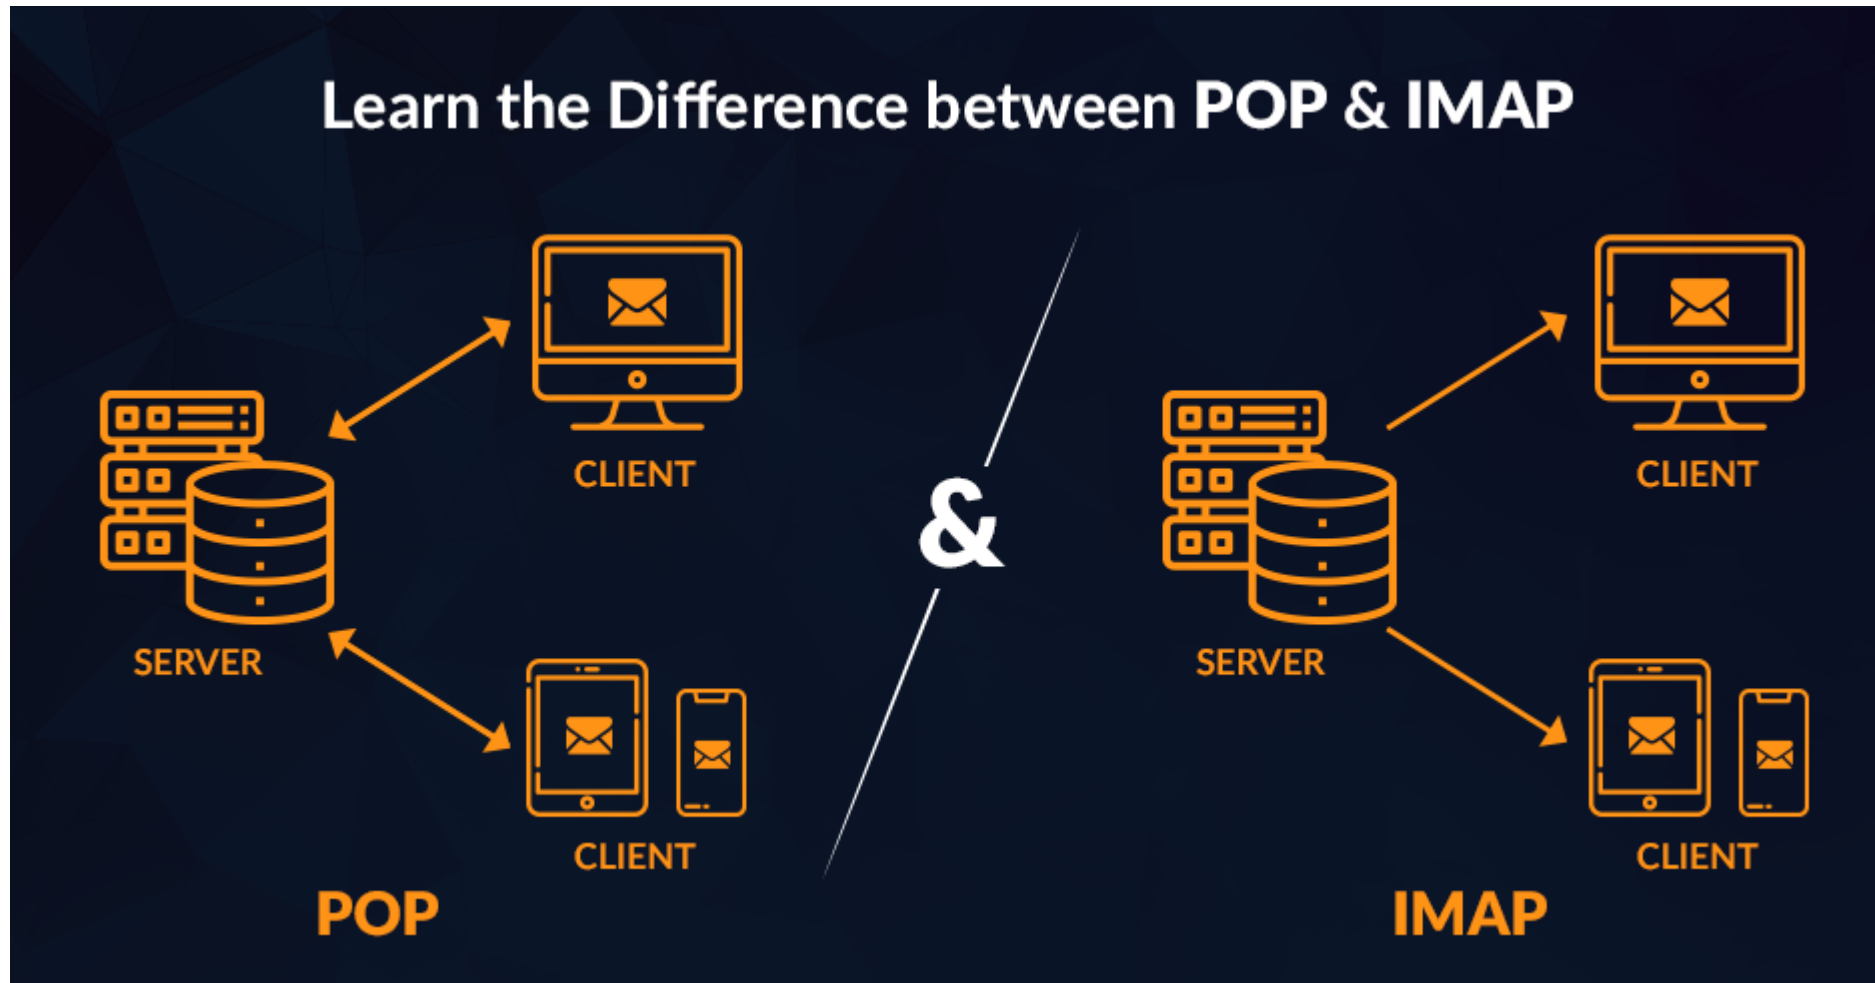 Learn the Difference between POP & IMAP
CLIENT
SERVER
CLIENT
POP
&
CLIENT
SERVER
CLIENT
IMAP